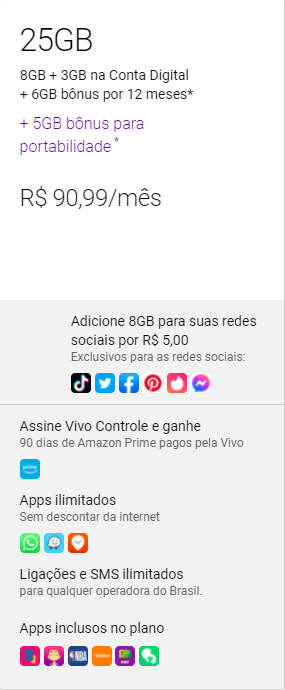 25GB
8GB + 3GB na Conta Digital
+ 6GB bônus por 12 meses*
+ 5GB bônus para
portabilidade *
R$ 90,99/mês
Adicione 8GB para suas redes
sociais por R$ 5,00
Exclusivos para as redes sociais:
Assine Vivo Controle e ganhe
90 dias de Amazon Prime pagos pela Vivo
prime
Apps ilimitados
Sem descontar da internet
Ligações e SMS ilimitados
para qualquer operadora do Brasil.
Apps inclusos no plano
NBA